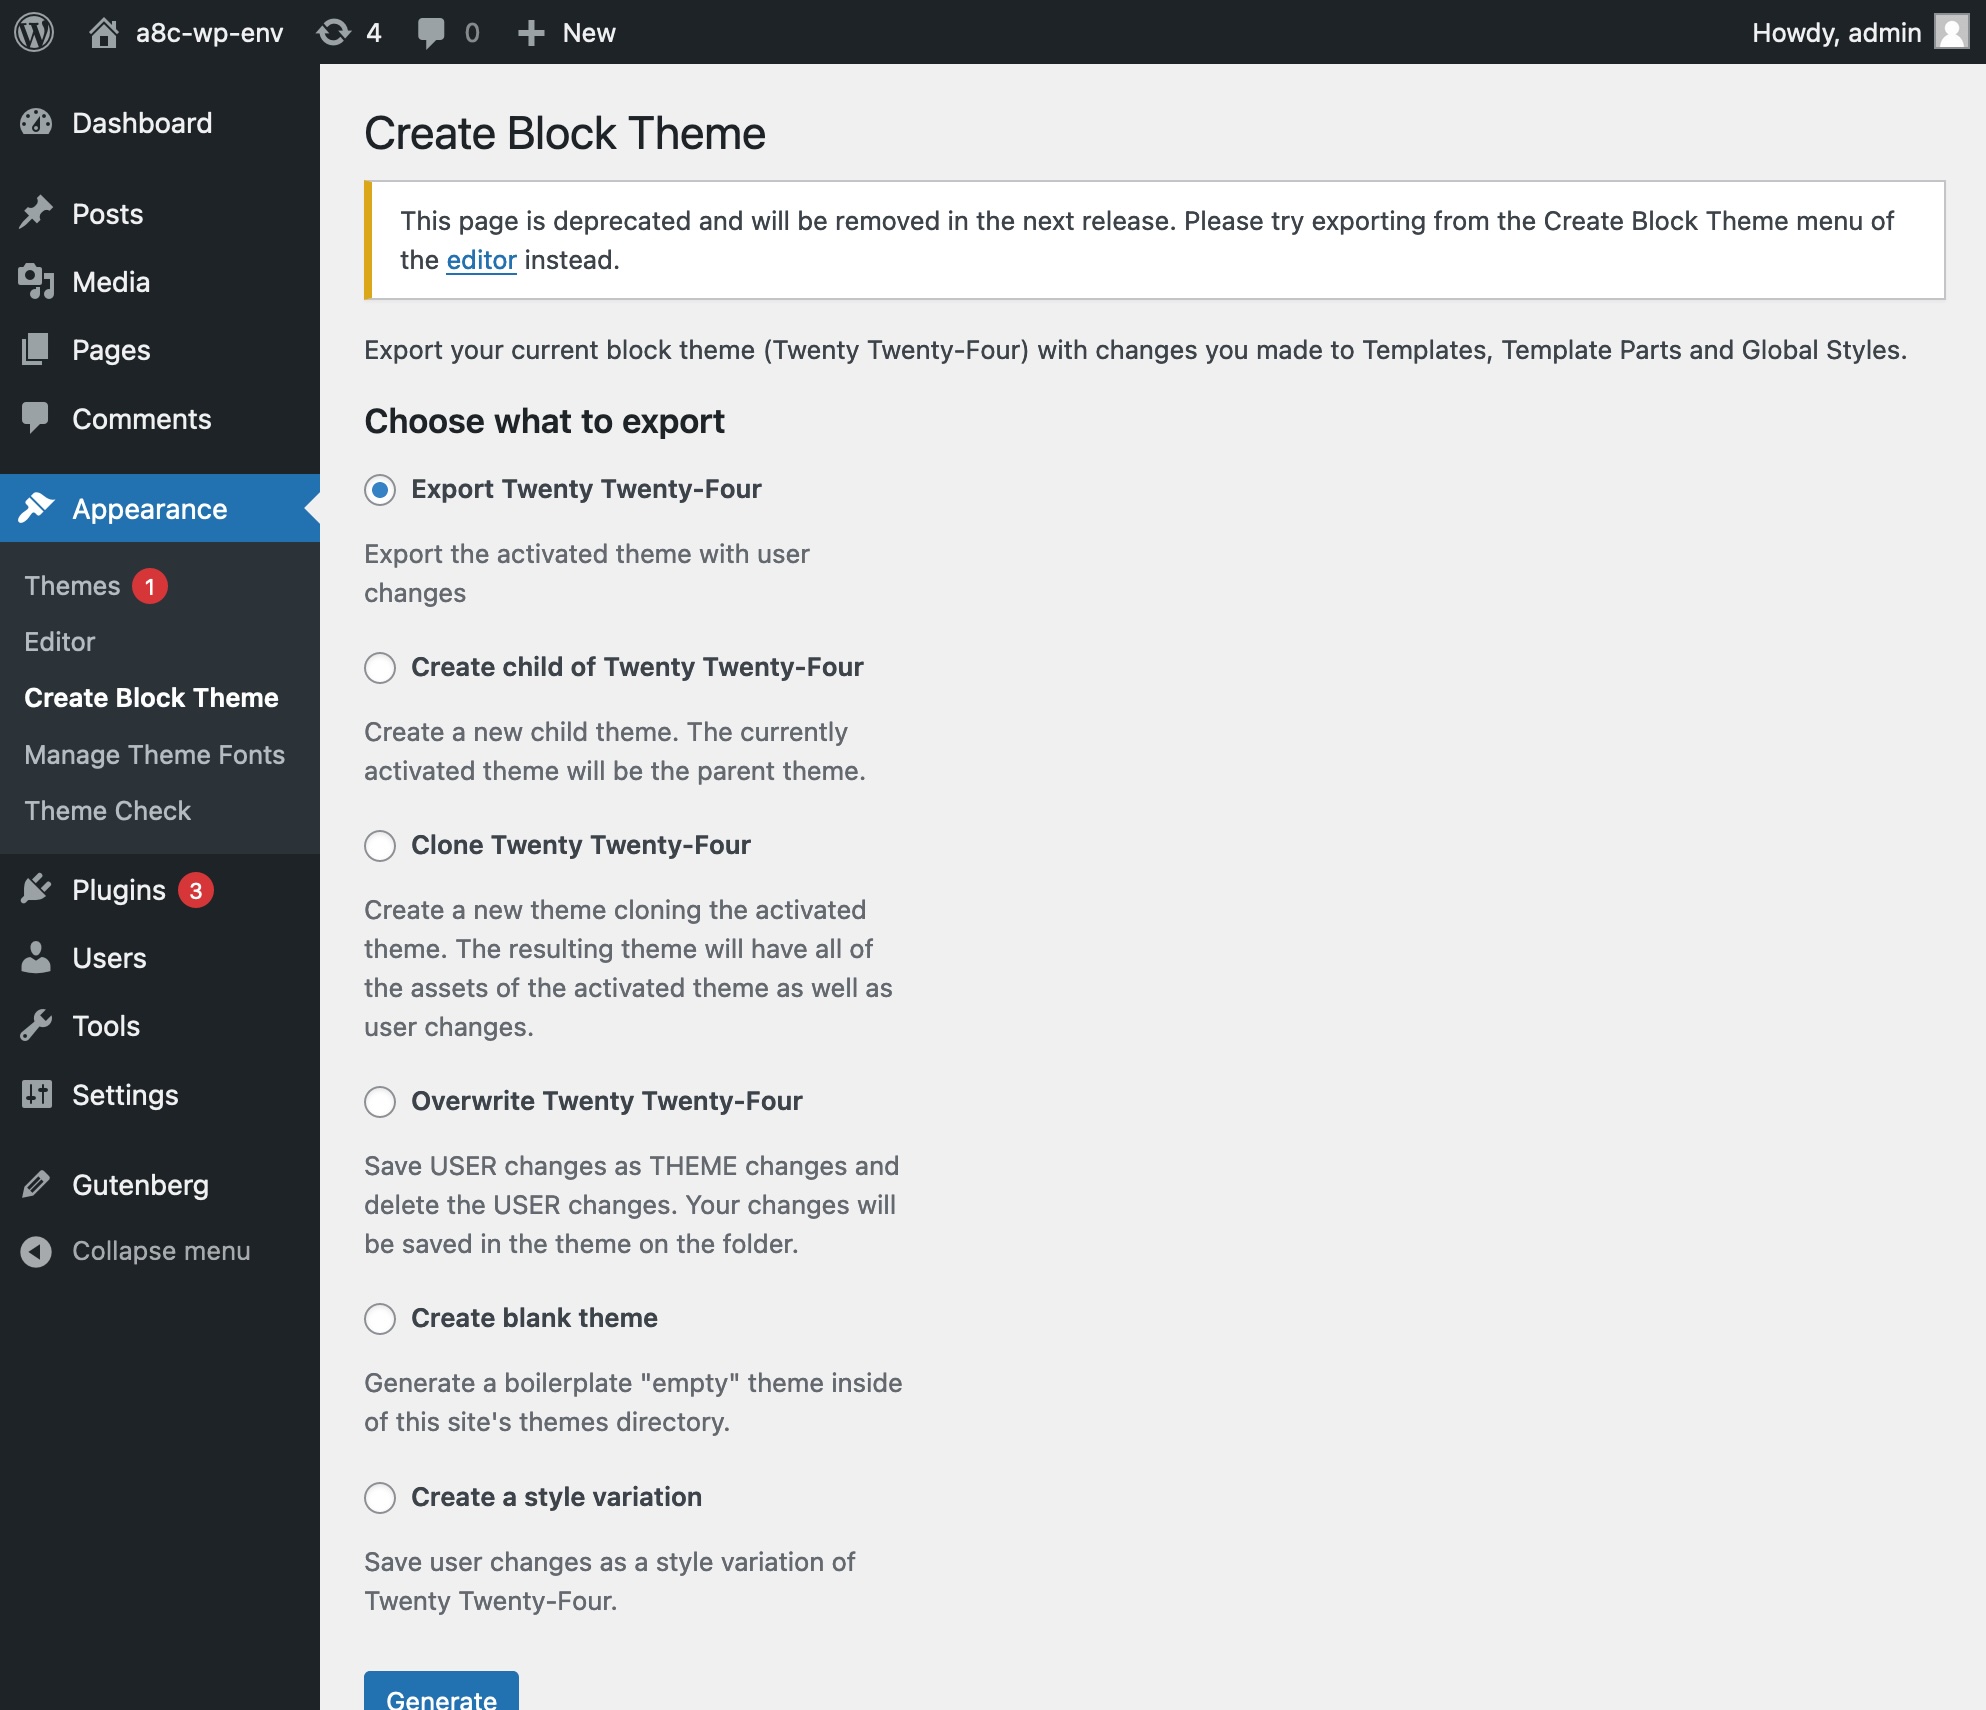 a8c-wp-env 4 0 New Howdy, admin
Dashboard
Posts
Media
Pages
Comments
Appearance
Themes 1
Editor
Create Block Theme
Manage Theme Fonts
Theme Check
Plugins 3
Users
Tools
Settings
Gutenberg
Collapse menu
Create Block Theme
This page is deprecated and will be removed in the next release. Please try exporting from the Create Block Theme menu of
the editor instead.
Export your current block theme (Twenty Twenty-Four) with changes you made to Templates, Template Parts and Global Styles.
Choose what to export
Export Twenty Twenty-Four
Export the activated theme with user
changes
Create child of Twenty Twenty-Four
Create a new child theme. The currently
activated theme will be the parent theme.
Clone Twenty Twenty-Four
Create a new theme cloning the activated
theme. The resulting theme will have all of
the assets of the activated theme as well as
user changes.
Overwrite Twenty Twenty-Four
Save USER changes as THEME changes and
delete the USER changes. Your changes will
be saved in the theme on the folder.
Create blank theme
Generate a boilerplate "empty" theme inside
of this site's themes directory.
Create a style variation
Save user changes as a style variation of
Twenty Twenty-Four.
Generate